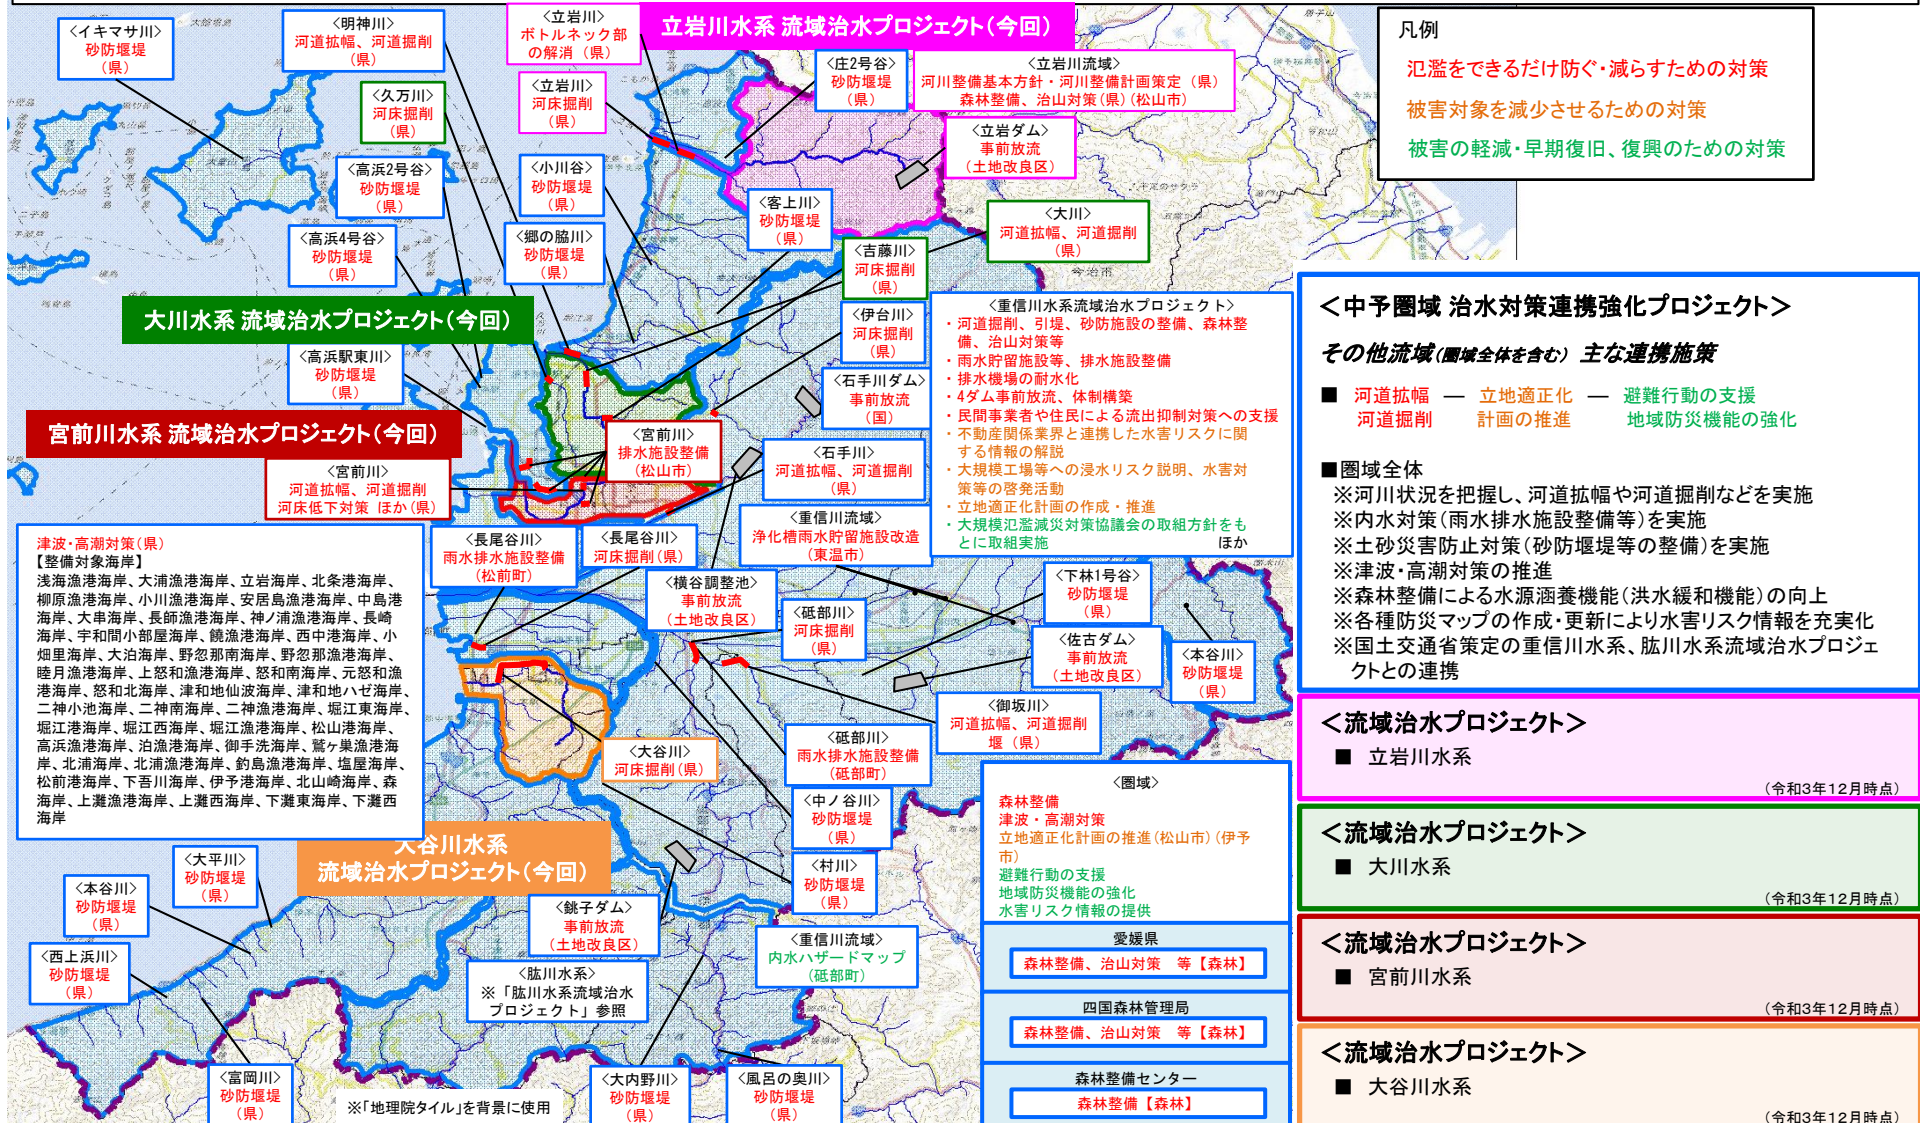 〈イキマサ川〉
砂防堰堤
（県）
〈明神川〉
河道拡幅、河道掘削
（県）
〈立岩川〉
ボトルネック部
の解消（県）
立岩川水系 流域治水プロジェクト(今回)
凡例
氾濫をできるだけ防ぐ・減らすための対策
被害対象を減少させるための対策
被害の軽減・早期復旧、復興のための対策
〈久万川〉
河床掘削
（県）
〈立岩川〉
河床掘削
（県）
〈庄2号谷〉
砂防堰堤
（県）
〈立岩川流域〉
河川整備基本方針・河川整備計画策定（県）
森林整備、治山対策(県)(松山市)
〈立岩ダム〉
事前放流
(土地改良区)
〈高浜2号谷〉
砂防堰堤
（県）
〈小川谷〉
砂防堰堤
（県）
〈客上川〉
砂防堰堤
（県）
〈大川〉
河道拡幅、河道掘削
（県）
〈高浜4号谷〉
砂防堰堤
（県）
〈郷の脇川〉
砂防堰堤
（県）
〈吉藤川〉
河床掘削
（県）
今治市
大川水系 流域治水プロジェクト(今回)
〈伊台川〉
河床掘削
（県）
〈高浜駅東川〉
砂防堰堤
（県）
〈石手川ダム〉
事前放流
（国）
〈重信川水系流域治水プロジェクト〉
・河道掘削、引堤、砂防施設の整備、森林整
備、治山対策等
・雨水貯留施設等、排水施設整備
・排水機場の耐水化
・4ダム事前放流、体制構築
・民間事業者や住民による流出抑制対策への支援
・不動産関係業界と連携した水害リスクに関
する情報の解説
・大規模工場等への浸水リスク説明、水害対
策等の啓発活動
・立地適正化計画の作成・推進
・大規模氾濫減災対策協議会の取組方針をも
とに取組実施 ほか
＜中予圏域 治水対策連携強化プロジェクト＞
その他流域(圏域全体を含む) 主な連携施策
■ 河道拡幅 ― 立地適正化 ― 避難行動の支援
河道掘削 計画の推進 地域防災機能の強化
■圏域全体
※河川状況を把握し、河道拡幅や河道掘削などを実施
※内水対策(雨水排水施設整備等)を実施
※土砂災害防止対策(砂防堰堤等の整備)を実施
※津波・高潮対策の推進
※森林整備による水源涵養機能(洪水緩和機能)の向上
※各種防災マップの作成・更新により水害リスク情報を充実化
※国土交通省策定の重信川水系、肱川水系流域治水プロジェ
クトとの連携
宮前川水系 流域治水プロジェクト(今回)
〈宮前川〉
排水施設整備
(松山市)
〈宮前川〉
河道拡幅、河道掘削
河床低下対策 ほか(県)
〈石手川〉
河道拡幅、河道掘削
（県）
〈重信川流域〉
浄化槽雨水貯留施設改造
(東温市)
津波・高潮対策(県)
【整備対象海岸】
浅海漁港海岸、大浦漁港海岸、立岩海岸、北条港海岸、
柳原漁港海岸、小川漁港海岸、安居島漁港海岸、中島港
海岸、大串海岸、長師漁港海岸、神ノ浦漁港海岸、長崎
海岸、宇和間小部屋海岸、饒漁港海岸、西中港海岸、小
畑里海岸、大泊海岸、野忽那南海岸、野忽那漁港海岸、
睦月漁港海岸、上怒和漁港海岸、怒和南海岸、元怒和漁
港海岸、怒和北海岸、津和地仙波海岸、津和地ハゼ海岸、
二神小池海岸、二神南海岸、二神漁港海岸、堀江東海岸、
堀江港海岸、堀江西海岸、堀江漁港海岸、松山港海岸、
高浜漁港海岸、泊漁港海岸、御手洗海岸、鷲ヶ巣漁港海
岸、北浦海岸、北浦漁港海岸、釣島漁港海岸、塩屋海岸、
松前港海岸、下吾川海岸、伊予港海岸、北山崎海岸、森
海岸、上灘漁港海岸、上灘西海岸、下灘東海岸、下灘西
海岸
〈長尾谷川〉
雨水排水施設整備
(松前町)
〈長尾谷川〉
河床掘削(県)
〈横谷調整池〉
事前放流
(土地改良区)
〈砥部川〉
河床掘削
（県）
〈下林1号谷〉
砂防堰堤
（県）
〈佐古ダム〉
事前放流
(土地改良区)
〈本谷川〉
砂防堰堤
（県）
〈御坂川〉
河道拡幅、河道掘削
堰（県）
〈大谷川〉
河床掘削(県)
〈砥部川〉
雨水排水施設整備
(砥部町)
〈中ノ谷川〉
砂防堰堤
（県）
〈村川〉
砂防堰堤
（県）
大谷川水系
流域治水プロジェクト(今回)
〈圏域〉
森林整備
津波・高潮対策
立地適正化計画の推進(松山市)(伊予
市)
避難行動の支援
地域防災機能の強化
水害リスク情報の提供
愛媛県
森林整備、治山対策 等【森林】
四国森林管理局
森林整備、治山対策 等【森林】
森林整備センター
森林整備【森林】
＜流域治水プロジェクト＞
■ 立岩川水系
(令和3年12月時点)
＜流域治水プロジェクト＞
■ 大川水系
(令和3年12月時点)
＜流域治水プロジェクト＞
■ 宮前川水系
(令和3年12月時点)
＜流域治水プロジェクト＞
■ 大谷川水系
(令和3年12月時点)
〈大平川〉
砂防堰堤
（県）
〈本谷川〉
砂防堰堤
（県）
〈西上浜川〉
砂防堰堤
（県）
〈銚子ダム〉
事前放流
(土地改良区)
〈重信川流域〉
内水ハザードマップ
(砥部町)
〈肱川水系〉
※「肱川水系流域治水
プロジェクト」参照
〈富岡川〉
砂防堰堤
（県）
※「地理院タイル」を背景に使用
〈大内野川〉
砂防堰堤
（県）
〈風呂の奥川〉
砂防堰堤
（県）